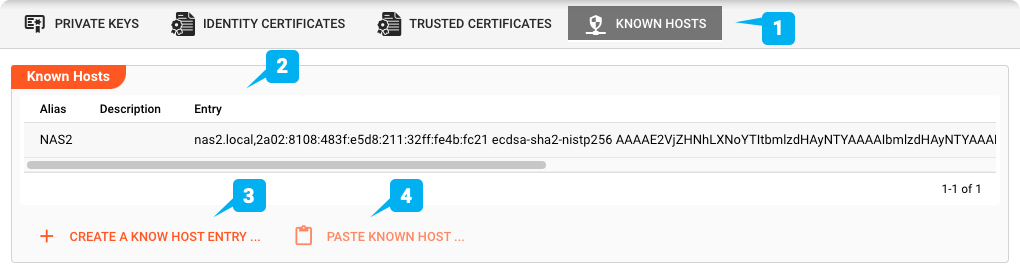 PRIVATE KEYS IDENTITY CERTIFICATES TRUSTED CERTIFICATES KNOWN HOSTS 1
Known Hosts 2
Alias Description Entry
NAS2 nas2.local,2a02:8108:483f:e5d8:211:32ff:fe4b:fc21 ecdsa-sha2-nistp256 AAAAE2VjZHNhLXNoYTItbmlzdHAyNTYAAAAIbmlzdHAyNTYAAAI
1-1 of 1
3 4
CREATE A KNOW HOST ENTRY ... PASTE KNOWN HOST ...